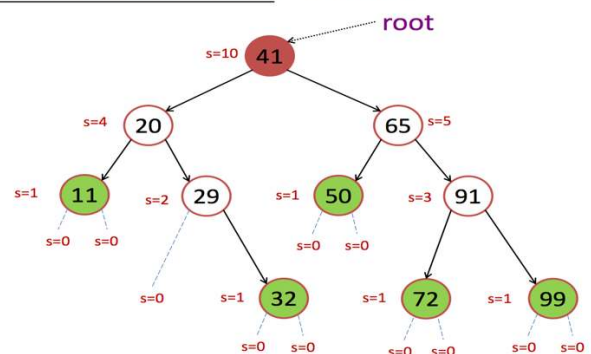 root
s=10 41
s=4 20 65 s=5
s=1 11 s=2 29 s=1 50 s=3 91
s=0 s=0 s=0 s=0
s=0 s=1 32 s=1 72 s=1 99
s=0 s=0 s=0 s=0 s=0 s=0